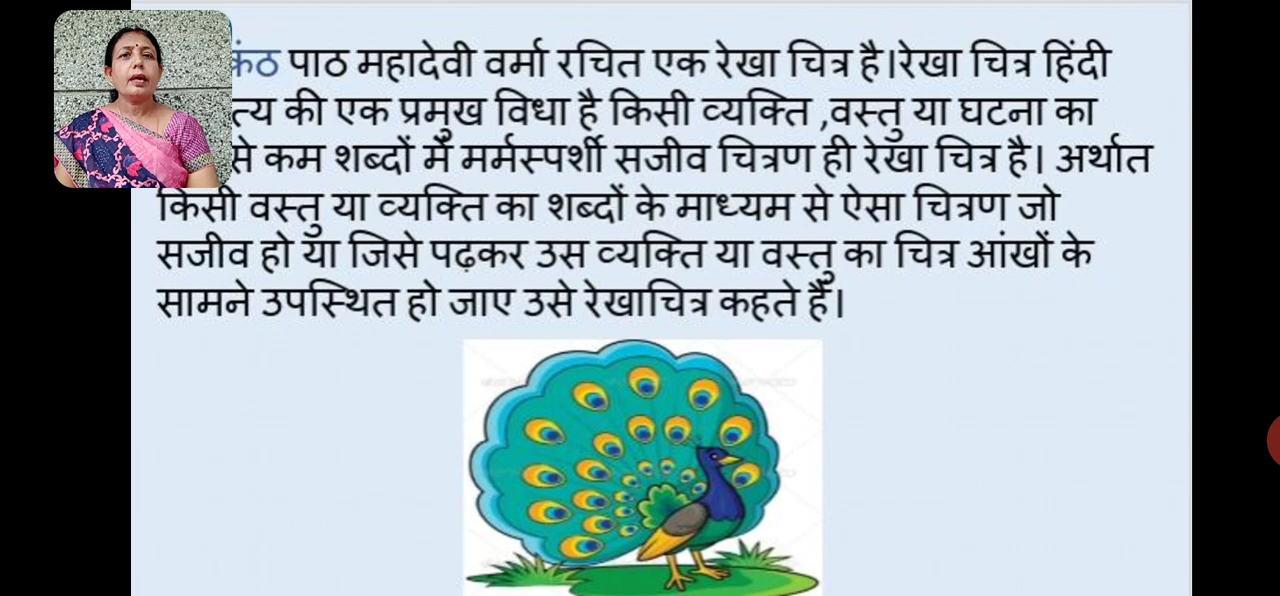 पाठ महादेवी वर्मा रचित एक रेखा चित्र है।रेखा चित्र हिंदी
की एक प्रमुख विधा है किसी व्यक्ति ,वस्तु या घटना का
से कम शब्दों में मर्मस्पर्शी सजीव चित्रण ही रेखा चित्र है। अर्थात
किसी वस्तु या व्यक्ति का शब्दों के माध्यम से ऐसा चित्रण जो
सजीव हो या जिसे पढ़कर उस व्यक्ति या वस्तु का चित्र आंखों के
सामने उपस्थित हो जाए उसे रेखाचित्र कहते हैं।